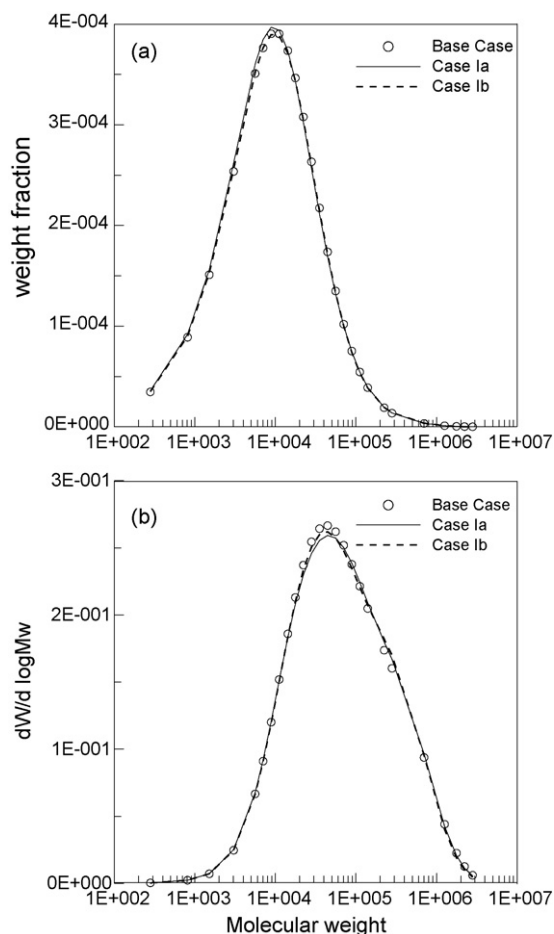 (a)
Base Case
Case Ia
Case Ib
weight fraction
4E-004
3E-004
2E-004
1E-004
0E+000
1E+002 1E+003 1E+004 1E+005 1E+006 1E+007
(b)
Base Case
Case Ia
Case Ib
dW/d logMw
3E-001
2E-001
1E-001
0E+000
1E+002 1E+003 1E+004 1E+005 1E+006 1E+007
Molecular weight